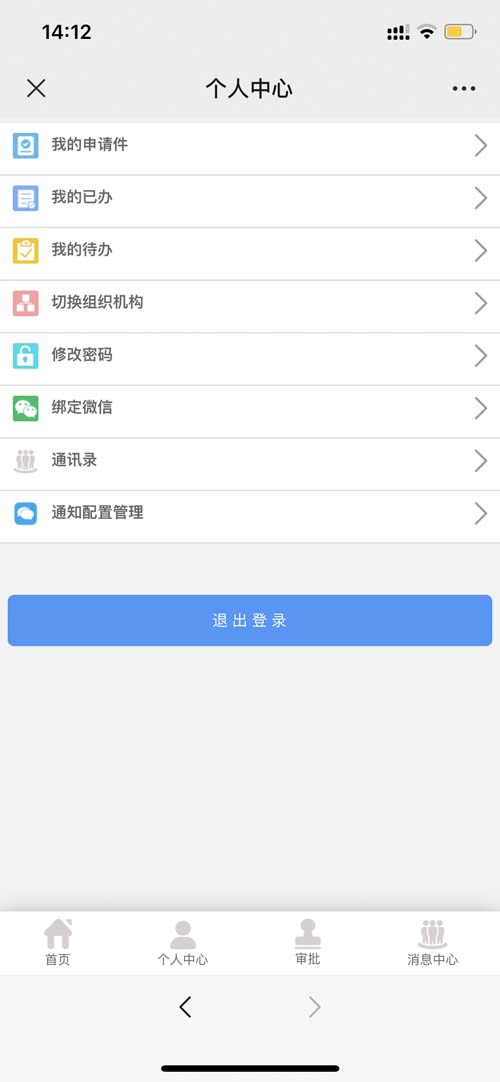 14:12
个人中心
我的申请件
我的已办
我的待办
切换组织机构
修改密码
绑定微信
通讯录
通知配置管理
退出登录
首页
个人中心
审批
消息中心